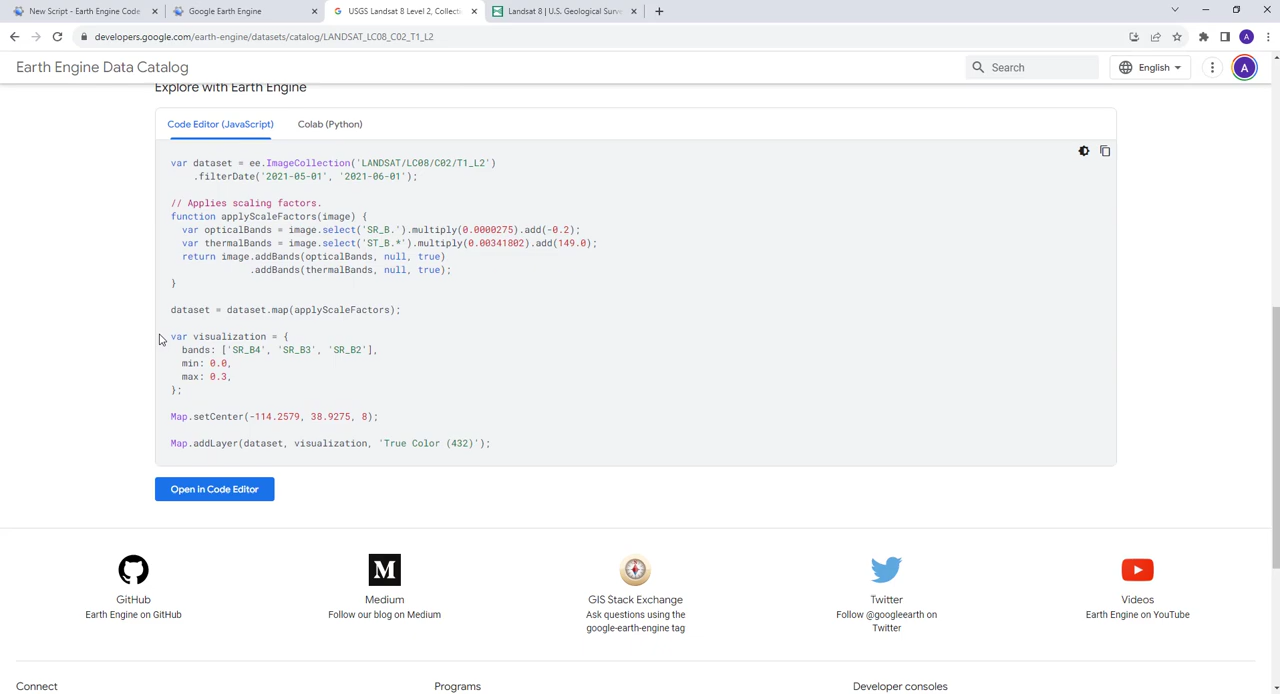 New Script - Earth Engine Code
Google Earth Engine
USGS Landsat 8 Level 2, Collecti
Landsat 8 | U.S. Geological Surv
developers.google.com/earth-engine/datasets/catalog/LANDSAT_LC08_C02_T1_L2
A
Earth Engine Data Catalog
Search
English
A
Explore with Earth Engine
Code Editor (JavaScript)
Colab (Python)
var dataset = ee.ImageCollection('LANDSAT/LC08/C02/T1_L2')
.filterDate('2021-05-01', '2021-06-01');
// Applies scaling factors.
function applyScaleFactors(image) {
var opticalBands = image.select('SR_B.').multiply(0.0000275).add(-0.2);
var thermalBands = image.select('ST_B.*').multiply(0.00341802).add(149.0);
return image.addBands(opticalBands, null, true)
.addBands(thermalBands, null, true);
}
dataset = dataset.map(applyScaleFactors);
var visualization = {
bands: ['SR_B4', 'SR_B3', 'SR_B2'],
min: 0.0,
max: 0.3,
};
Map.setCenter(-114.2579, 38.9275, 8);
Map.addLayer(dataset, visualization, 'True Color (432)');
Open in Code Editor
GitHub
Earth Engine on GitHub
M
Medium
Follow our blog on Medium
GIS Stack Exchange
Ask questions using the
google-earth-engine tag
Twitter
Follow @googleearth on
Twitter
Videos
Earth Engine on YouTube
Connect
Programs
Developer consoles